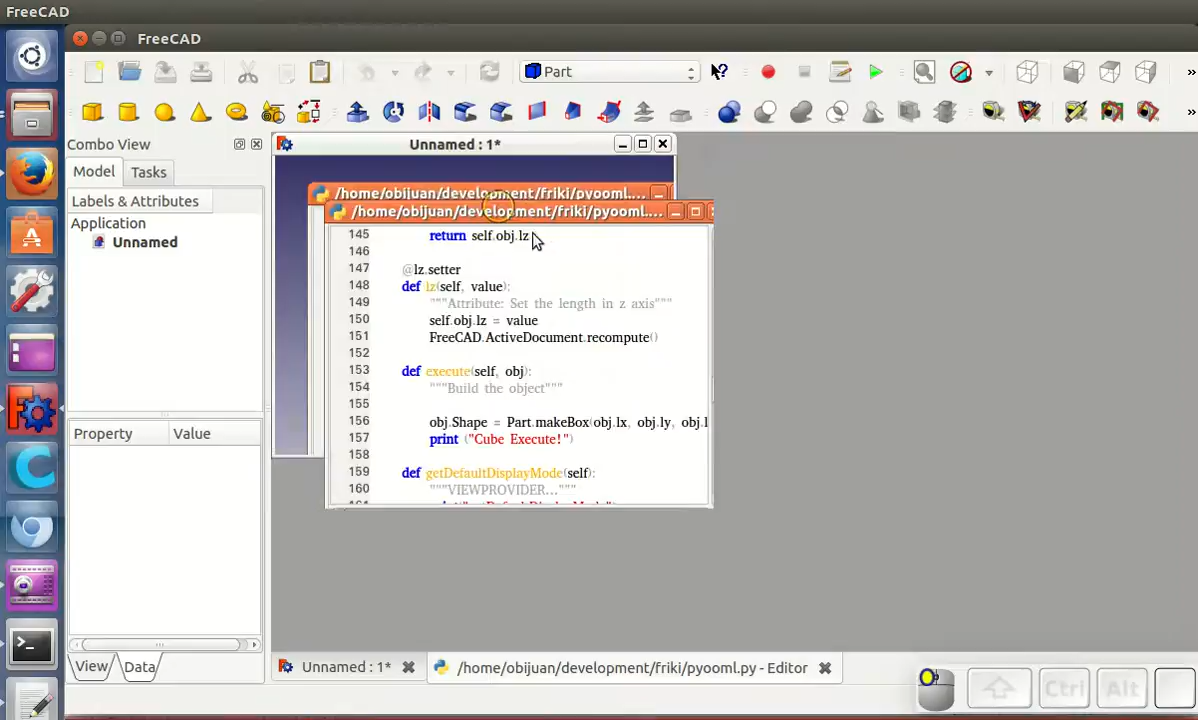 FreeCAD
FreeCAD
Part
Combo View
Model
Tasks
Labels & Attributes
Application
Unnamed
Property
Value
View
Data
Unnamed : 1*
/home/obijuan/development/friki/pyooml....
/home/obijuan/development/friki/pyooml....
145 return self.obj.lz
146
147 @lz.setter
148 def lz(self, value):
149 """Attribute: Set the length in z axis"""
150 self.obj.lz = value
151 FreeCAD.ActiveDocument.recompute()
152
153 def execute(self, obj):
154 """Build the object"""
155
156 obj.Shape = Part.makeBox(obj.lx, obj.ly, obj.l
157 print ("Cube Execute!")
158
159 def getDefaultDisplayMode(self):
160 """VIEWPROVIDER..."""
Unnamed : 1*
/home/obijuan/development/friki/pyooml.py - Editor
Ctrl
Alt